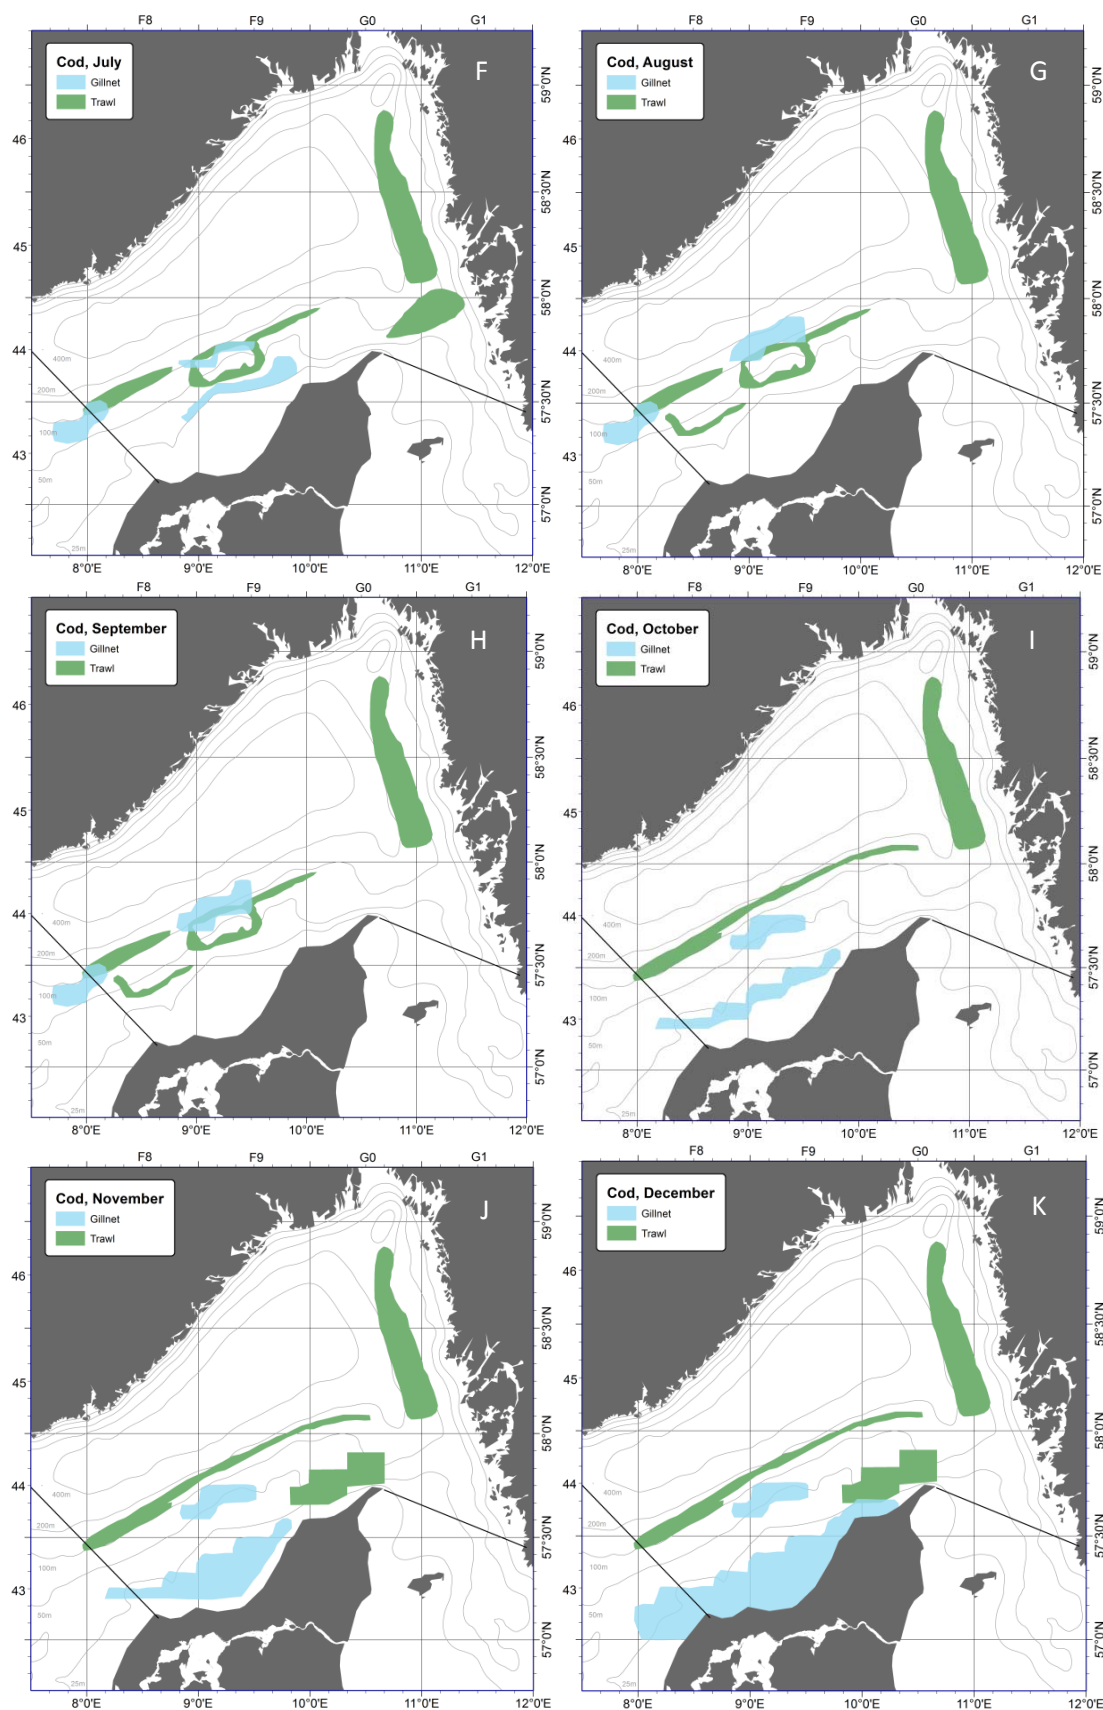 F8 F9 G0 G1
Cod, July
Gillnet
Trawl
F
59°0'N
46
58°30'N
45
58°0'N
44
400m
200m
57°30'N
100m
43
50m
57°0'N
25m
8°0'E 9°0'E 10°0'E 11°0'E 12°0'E
F8 F9 G0 G1
Cod, August
Gillnet
Trawl
G
59°0'N
46
58°30'N
45
58°0'N
44
400m
200m
57°30'N
100m
43
50m
57°0'N
25m
8°0'E 9°0'E 10°0'E 11°0'E 12°0'E
F8 F9 G0 G1
Cod, September
Gillnet
Trawl
H
59°0'N
46
58°30'N
45
58°0'N
44
400m
200m
57°30'N
100m
43
50m
57°0'N
25m
8°0'E 9°0'E 10°0'E 11°0'E 12°0'E
F8 F9 G0 G1
Cod, October
Gillnet
Trawl
I
59°0'N
46
58°30'N
45
58°0'N
44
400m
200m
57°30'N
100m
43
50m
57°0'N
25m
8°0'E 9°0'E 10°0'E 11°0'E 12°0'E
F8 F9 G0 G1
Cod, November
Gillnet
Trawl
J
59°0'N
46
58°30'N
45
58°0'N
44
400m
200m
57°30'N
100m
43
50m
57°0'N
25m
8°0'E 9°0'E 10°0'E 11°0'E 12°0'E
F8 F9 G0 G1
Cod, December
Gillnet
Trawl
K
59°0'N
46
58°30'N
45
58°0'N
44
400m
200m
57°30'N
100m
43
50m
57°0'N
25m
8°0'E 9°0'E 10°0'E 11°0'E 12°0'E